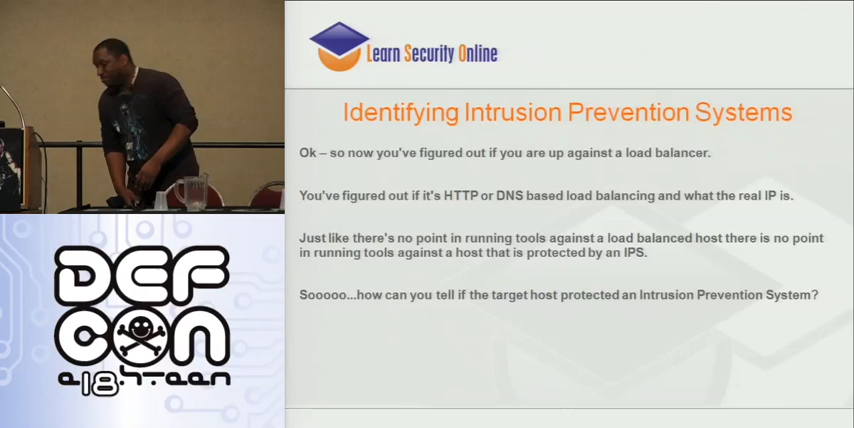 Learn Security Online
Identifying Intrusion Prevention Systems
Ok – so now you've figured out if you are up against a load balancer.
You've figured out if it's HTTP or DNS based load balancing and what the real IP is.
Just like there's no point in running tools against a load balanced host there is no point
in running tools against a host that is protected by an IPS.
Sooooo...how can you tell if the target host protected an Intrusion Prevention System?
DEF
CON
e18.hteen